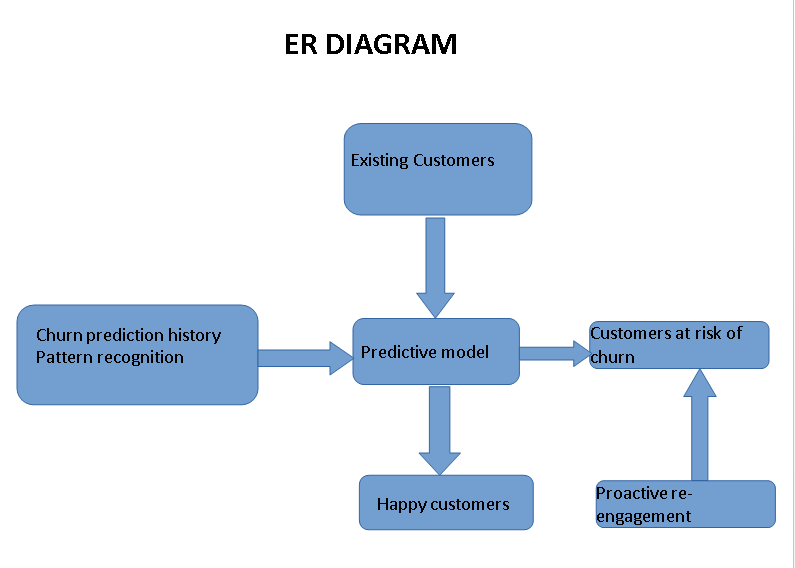 ER DIAGRAM
Existing Customers
Churn prediction history
Pattern recognition
Predictive model
Customers at risk of
churn
Happy customers
Proactive re-
engagement